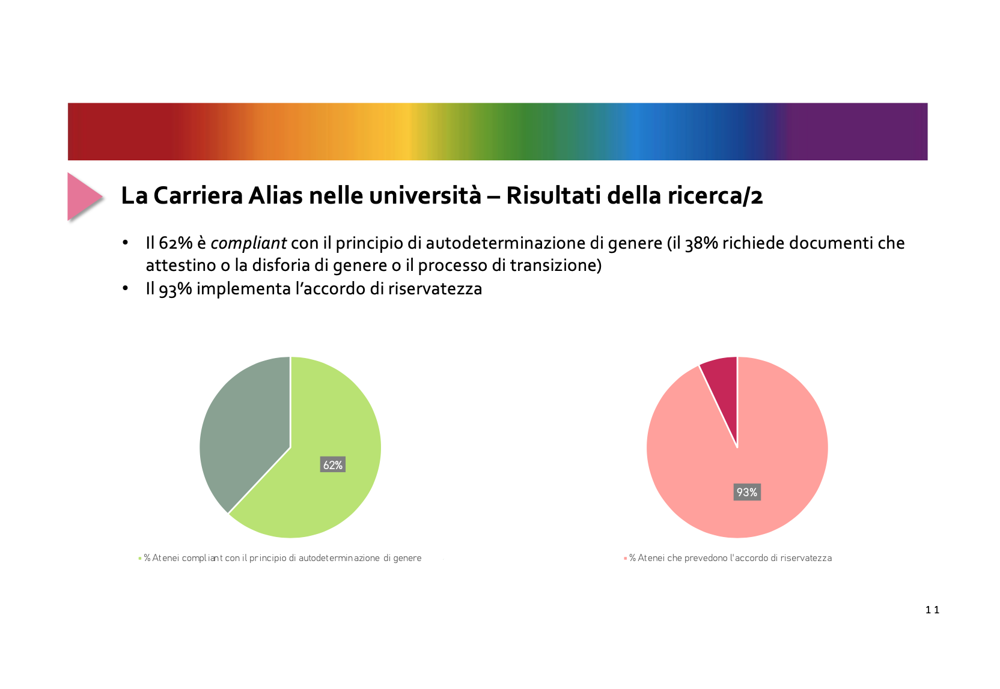 La Carriera Alias nelle università – Risultati della ricerca/2
• Il 62% è compliant con il principio di autodeterminazione di genere (il 38% richiede documenti che
attestino o la disforia di genere o il processo di transizione)
• Il 93% implementa l’accordo di riservatezza
62%
93%
% Atenei compliant con il principio di autodeterminazione di genere
% Atenei che prevedono l'accordo di riservatezza
11